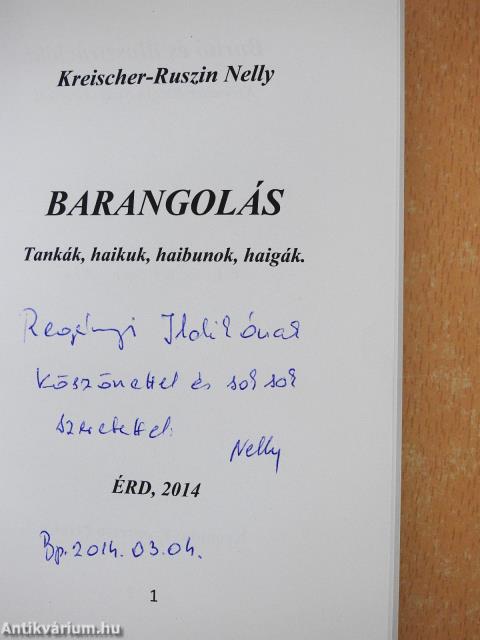 Kreischer-Ruszin Nelly
BARANGOLÁS
Tankák, haikuk, haibunok, haigák.
Regényi Ildikónak
Köszönettel és sok sok
szeretettel:
Nelly
ÉRD, 2014
Bp. 2014. 03. 04.
1
Antikvárium.hu